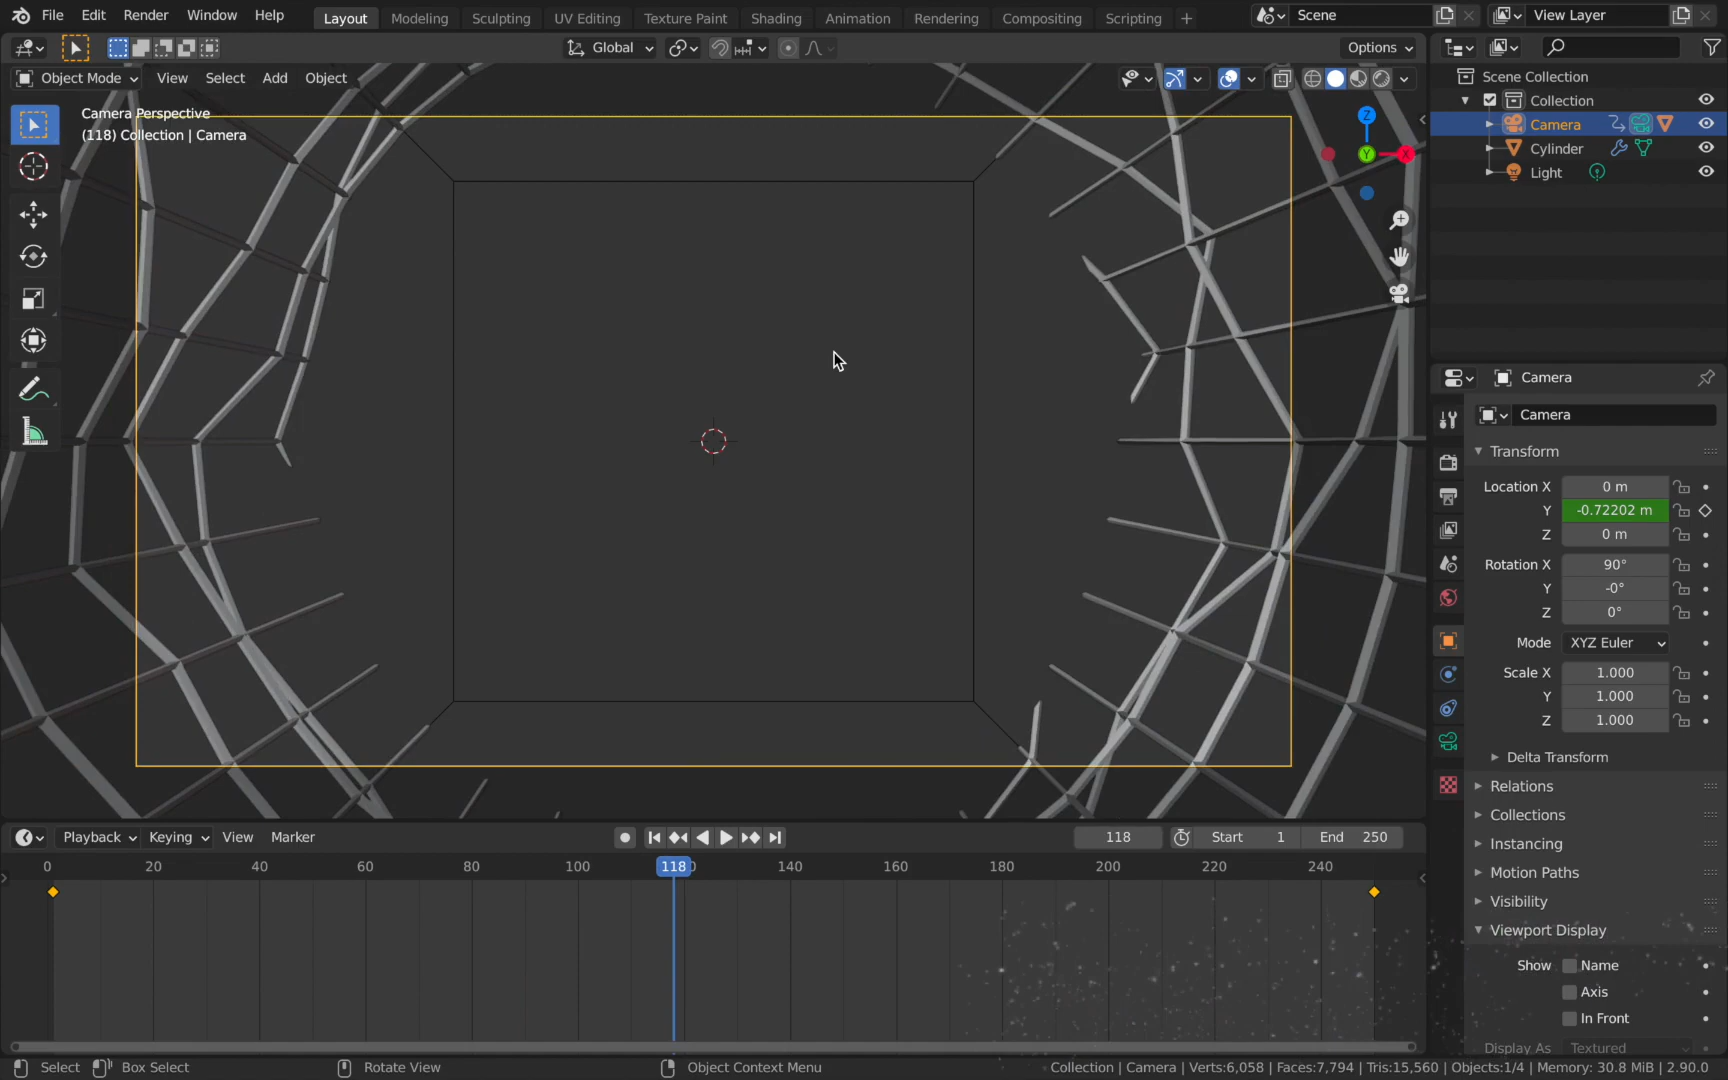 File Edit Render Window Help Layout Modeling Sculpting UV Editing Texture Paint Shading Animation Rendering Compositing Scripting + Scene View Layer
Global Options
Object Mode View Select Add Object
Camera Perspective
(118) Collection | Camera
Z
Y
X
Scene Collection
Collection
Camera
Cylinder
Light
Camera
Camera
Transform
Location X 0 m
Y -0.72202 m
Z 0 m
Rotation X 90°
Y -0°
Z 0°
Mode XYZ Euler
Scale X 1.000
Y 1.000
Z 1.000
Delta Transform
Relations
Collections
Instancing
Motion Paths
Visibility
Viewport Display
Show Name
Axis
In Front
Display As Textured
Playback Keying View Marker 118 Start 1 End 250
0 20 40 60 80 100 118 140 160 180 200 220 240
Select Box Select Rotate View Object Context Menu Collection | Camera | Verts:6,058 | Faces:7,794 | Tris:15,560 | Objects:1/4 | Memory: 30.8 MiB | 2.90.0